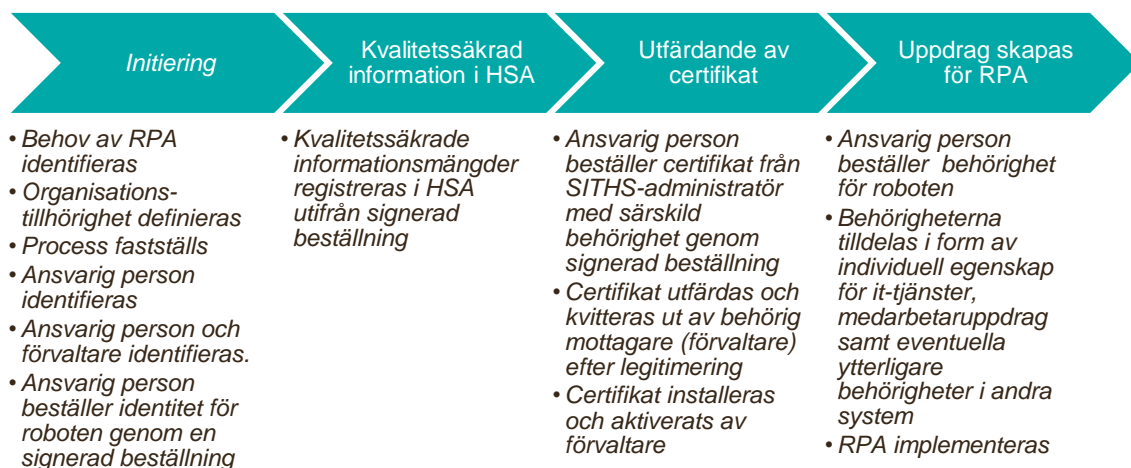 Initiering
Kvalitetssäkrad
information i HSA
Utfärdande av
certifikat
Uppdrag skapas
för RPA
• Behov av RPA
identifieras
• Organisations-
tillhörighet definieras
• Process fastställs
• Ansvarig person
identifieras
• Ansvarig person och
förvaltare identifieras.
• Ansvarig person
beställer identitet för
roboten genom en
signerad beställning
• Kvalitetssäkrade
informationsmängder
registreras i HSA
utifrån signerad
beställning
• Ansvarig person
beställer certifikat från
SITHS-administratör
med särskild
behörighet genom
signerad beställning
• Certifikat utfärdas och
kvitteras ut av behörig
mottagare (förvaltare)
efter legitimering
• Certifikat installeras
och aktiverats av
förvaltare
• Ansvarig person
beställer behörighet
för roboten
• Behörigheterna
tilldelas i form av
individuell egenskap
för it-tjänster,
medarbetaruppdrag
samt eventuella
ytterligare
behörigheter i andra
system
• RPA implementeras